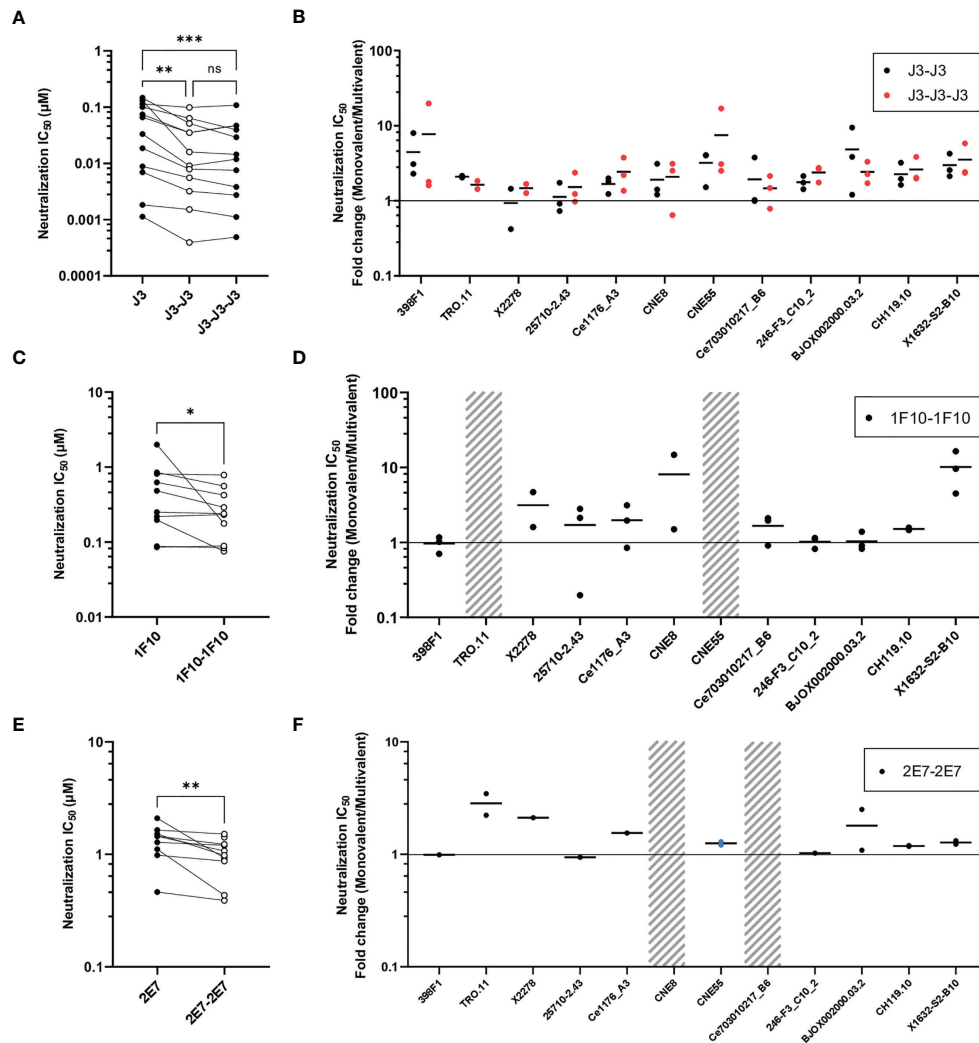 A
Neutralization IC50 (μM)
1
0.1
0.01
0.001
0.0001
***
**
ns
J3
J3-J3
J3-J3-J3
B
Neutralization IC50
Fold change (Monovalent/Multivalent)
100
10
1
0.1
J3-J3
J3-J3-J3
398F1
TRO.11
X2278
25710-2.43
Ce1176_A3
CNE8
CNE55
Ce703010217_B6
246-F3_C10_2
BJOX002000.03.2
CH119.10
X1632-S2-B10
C
Neutralization IC50 (μM)
10
1
0.1
0.01
*
1F10
1F10-1F10
D
Neutralization IC50
Fold change (Monovalent/Multivalent)
100
10
1
0.1
1F10-1F10
398F1
TRO.11
X2278
25710-2.43
Ce1176_A3
CNE8
CNE55
Ce703010217_B6
246-F3_C10_2
BJOX002000.03.2
CH119.10
X1632-S2-B10
E
Neutralization IC50 (μM)
10
1
0.1
**
2E7
2E7-2E7
F
Neutralization IC50
Fold change (Monovalent/Multivalent)
10
1
0.1
2E7-2E7
398F1
TRO.11
X2278
25710-2.43
Ce1176_A3
CNE8
CNE55
Ce703010217_B6
246-F3_C10_2
BJOX002000.03.2
CH119.10
X1632-S2-B10